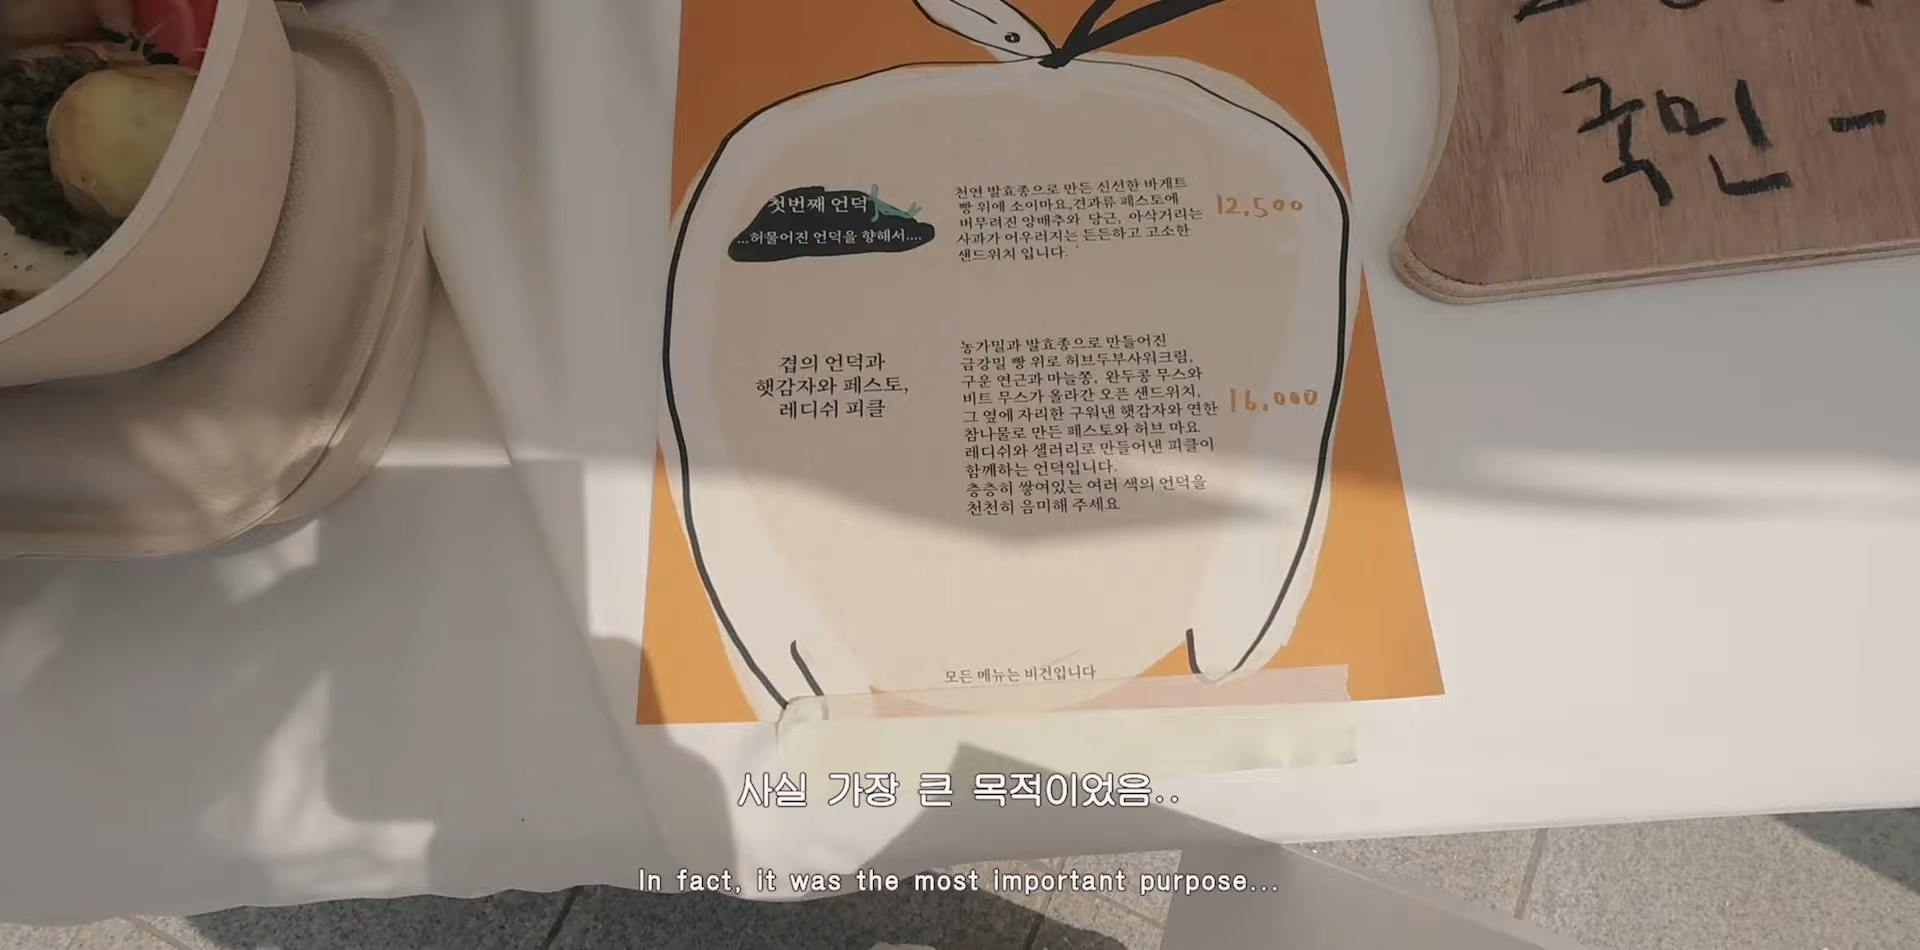 첫번째 언덕
...허물어진 언덕을 향해서....
천연 발효종으로 만든 신선한 바게트
빵 위에 소이마요,견과류 페스토에
버무려진 양배추와 당근, 아삭거리는
사과가 어우러지는 든든하고 고소한
샌드위치 입니다.
12.500
겹의 언덕과
햇감자와 페스토,
레디쉬 피클
농가밀과 발효종으로 만들어진
금강밀 빵 위로 허브두부사워크림,
구운 연근과 마늘쫑, 완두콩 무스와
비트 무스가 올라간 오픈 샌드위치,
그 옆에 자리한 구워낸 햇감자와 연한
참나물로 만든 페스토와 허브 마요
레디쉬와 샐러리로 만들어낸 피클이
함께하는 언덕입니다.
층층히 쌓여있는 여러 색의 언덕을
천천히 음미해 주세요
16.000
모든 메뉴는 비건입니다
국민-
사실 가장 큰 목적이었음..
In fact, it was the most important purpose...